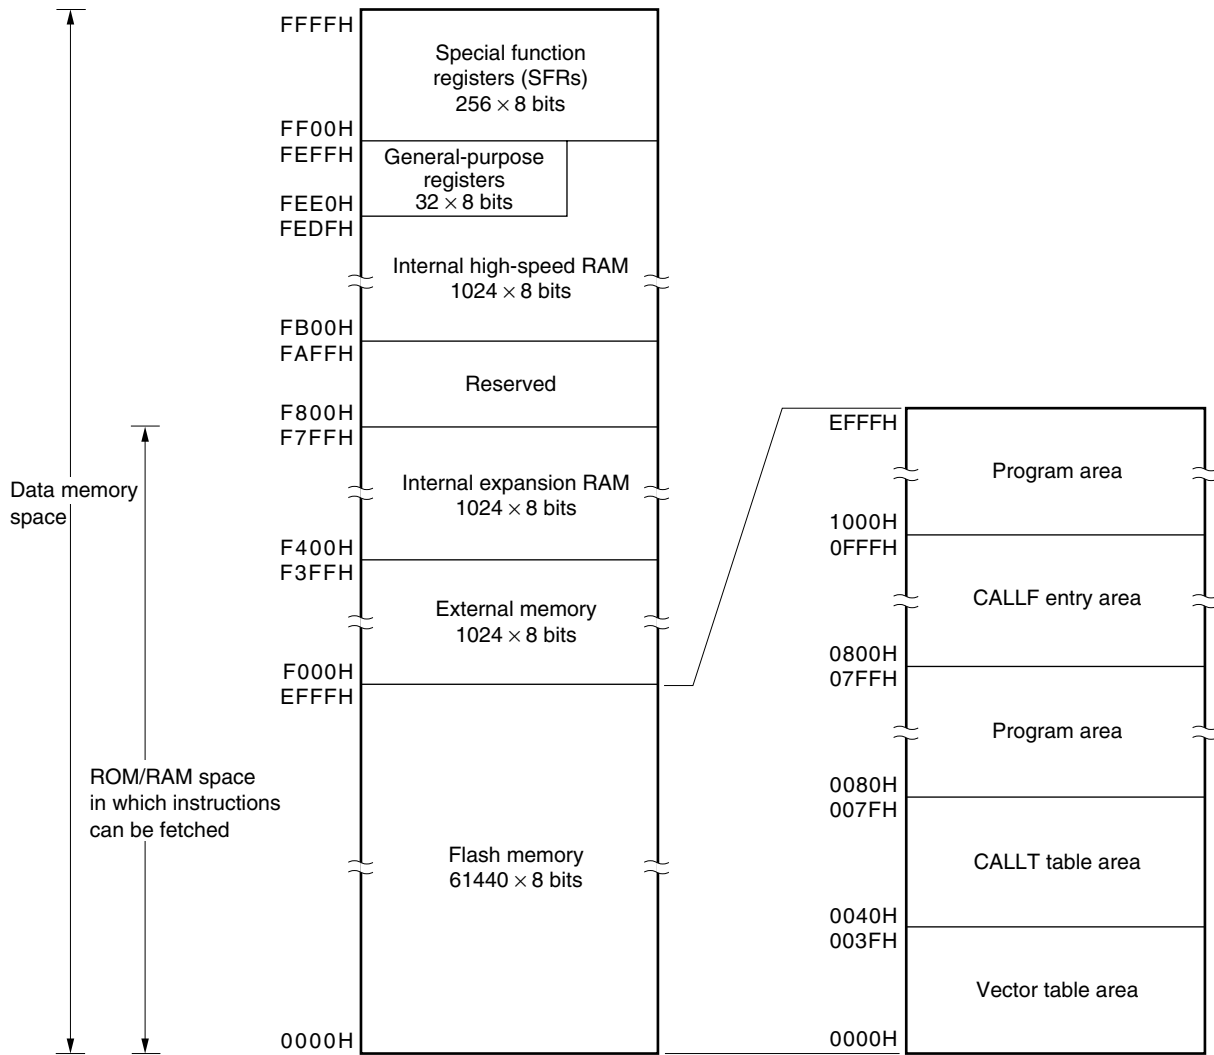 FFFFH
Special function
registers (SFRs)
256 × 8 bits
FF00H
FEFFH
General-purpose
registers
32 × 8 bits
FEE0H
FEDFH
Internal high-speed RAM
1024 × 8 bits
FB00H
FAFFH
Reserved
F800H
F7FFH
Data memory
space
Internal expansion RAM
1024 × 8 bits
F400H
F3FFH
External memory
1024 × 8 bits
F000H
EFFFH
ROM/RAM space
in which instructions
can be fetched
Flash memory
61440 × 8 bits
0000H
EFFFH
Program area
1000H
0FFFH
CALLF entry area
0800H
07FFH
Program area
0080H
007FH
CALLT table area
0040H
003FH
Vector table area
0000H